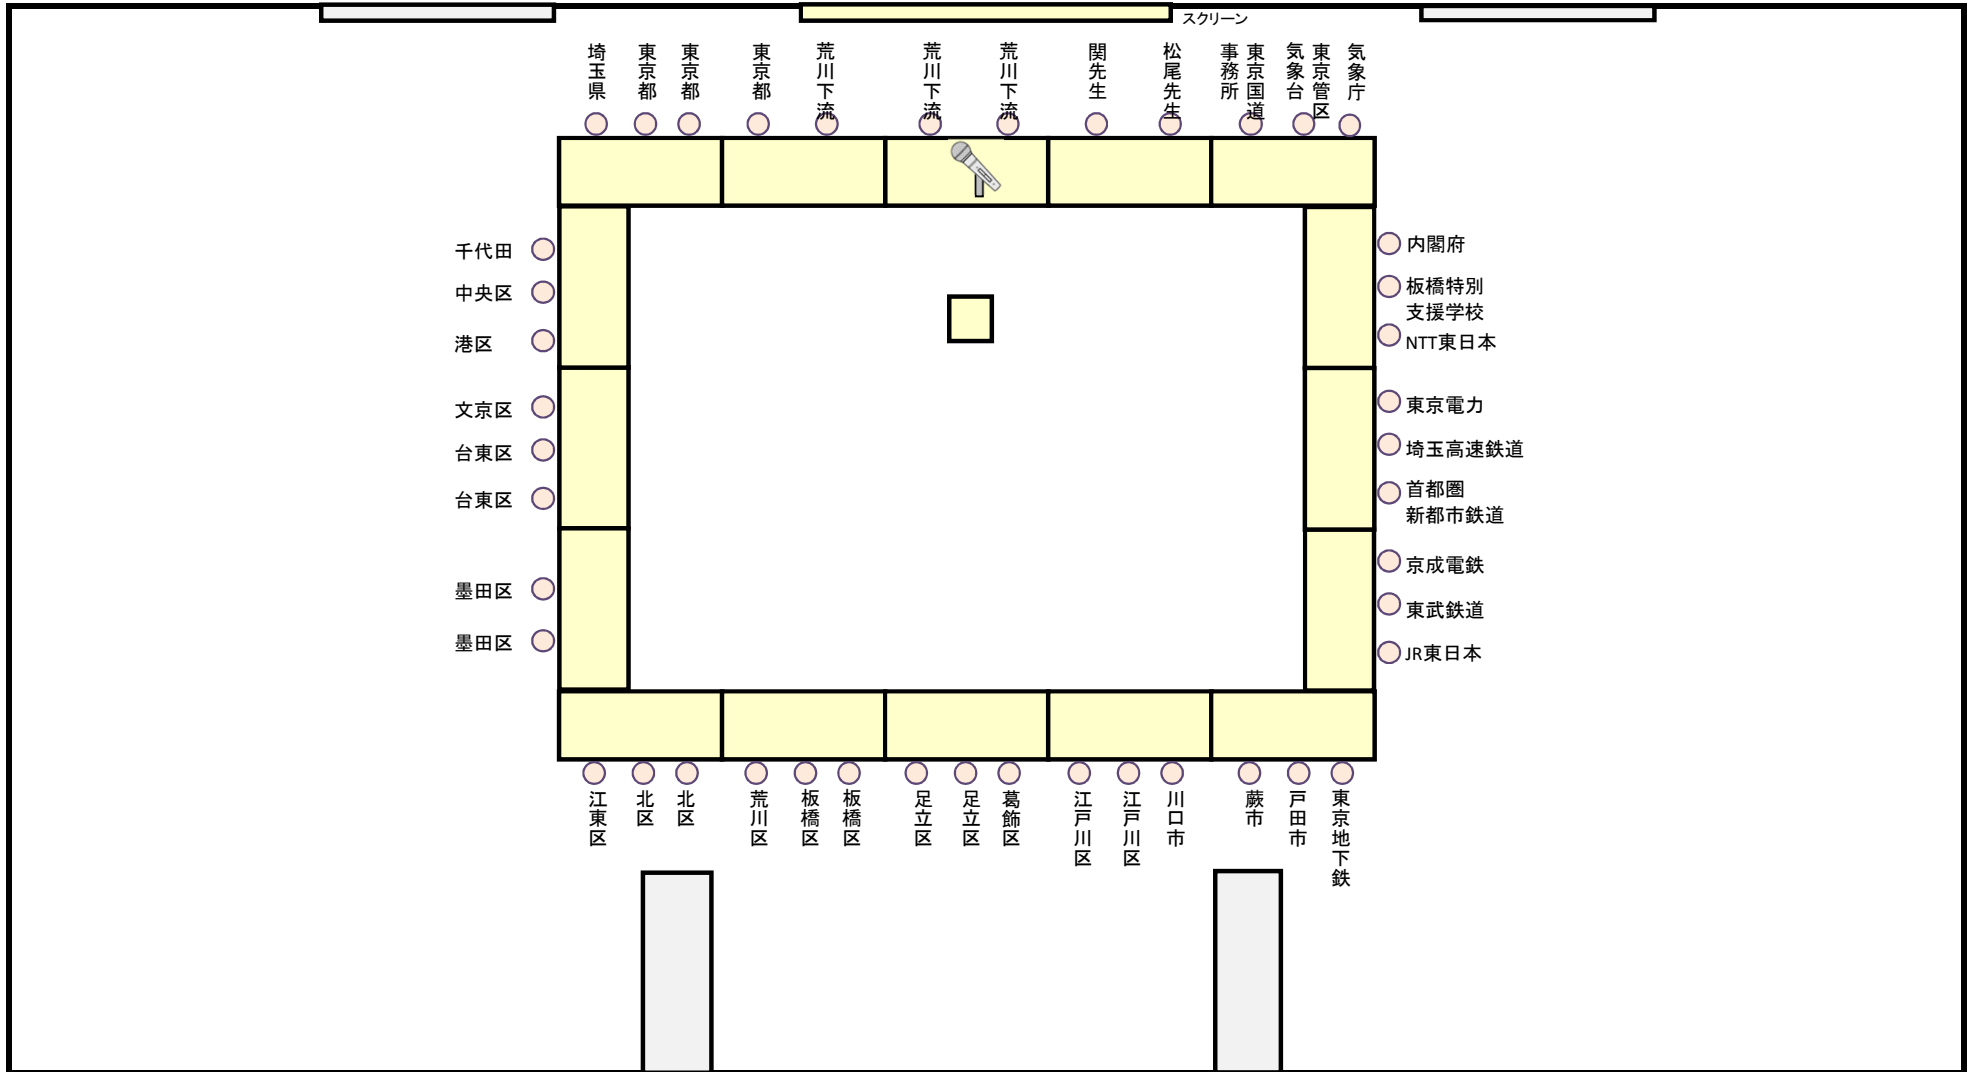 スクリーン
埼玉県
東京都
東京都
東京都
荒川下流
荒川下流
荒川下流
関先生
松尾先生
東京国道
事務所
東京管区
気象台
気象庁
千代田
中央区
港区
文京区
台東区
台東区
墨田区
墨田区
内閣府
板橋特別
支援学校
NTT東日本
東京電力
埼玉高速鉄道
首都圏
新都市鉄道
京成電鉄
東武鉄道
JR東日本
江東区
北区
北区
荒川区
板橋区
板橋区
足立区
足立区
葛飾区
江戸川区
江戸川区
川口市
蕨市
戸田市
東京地下鉄